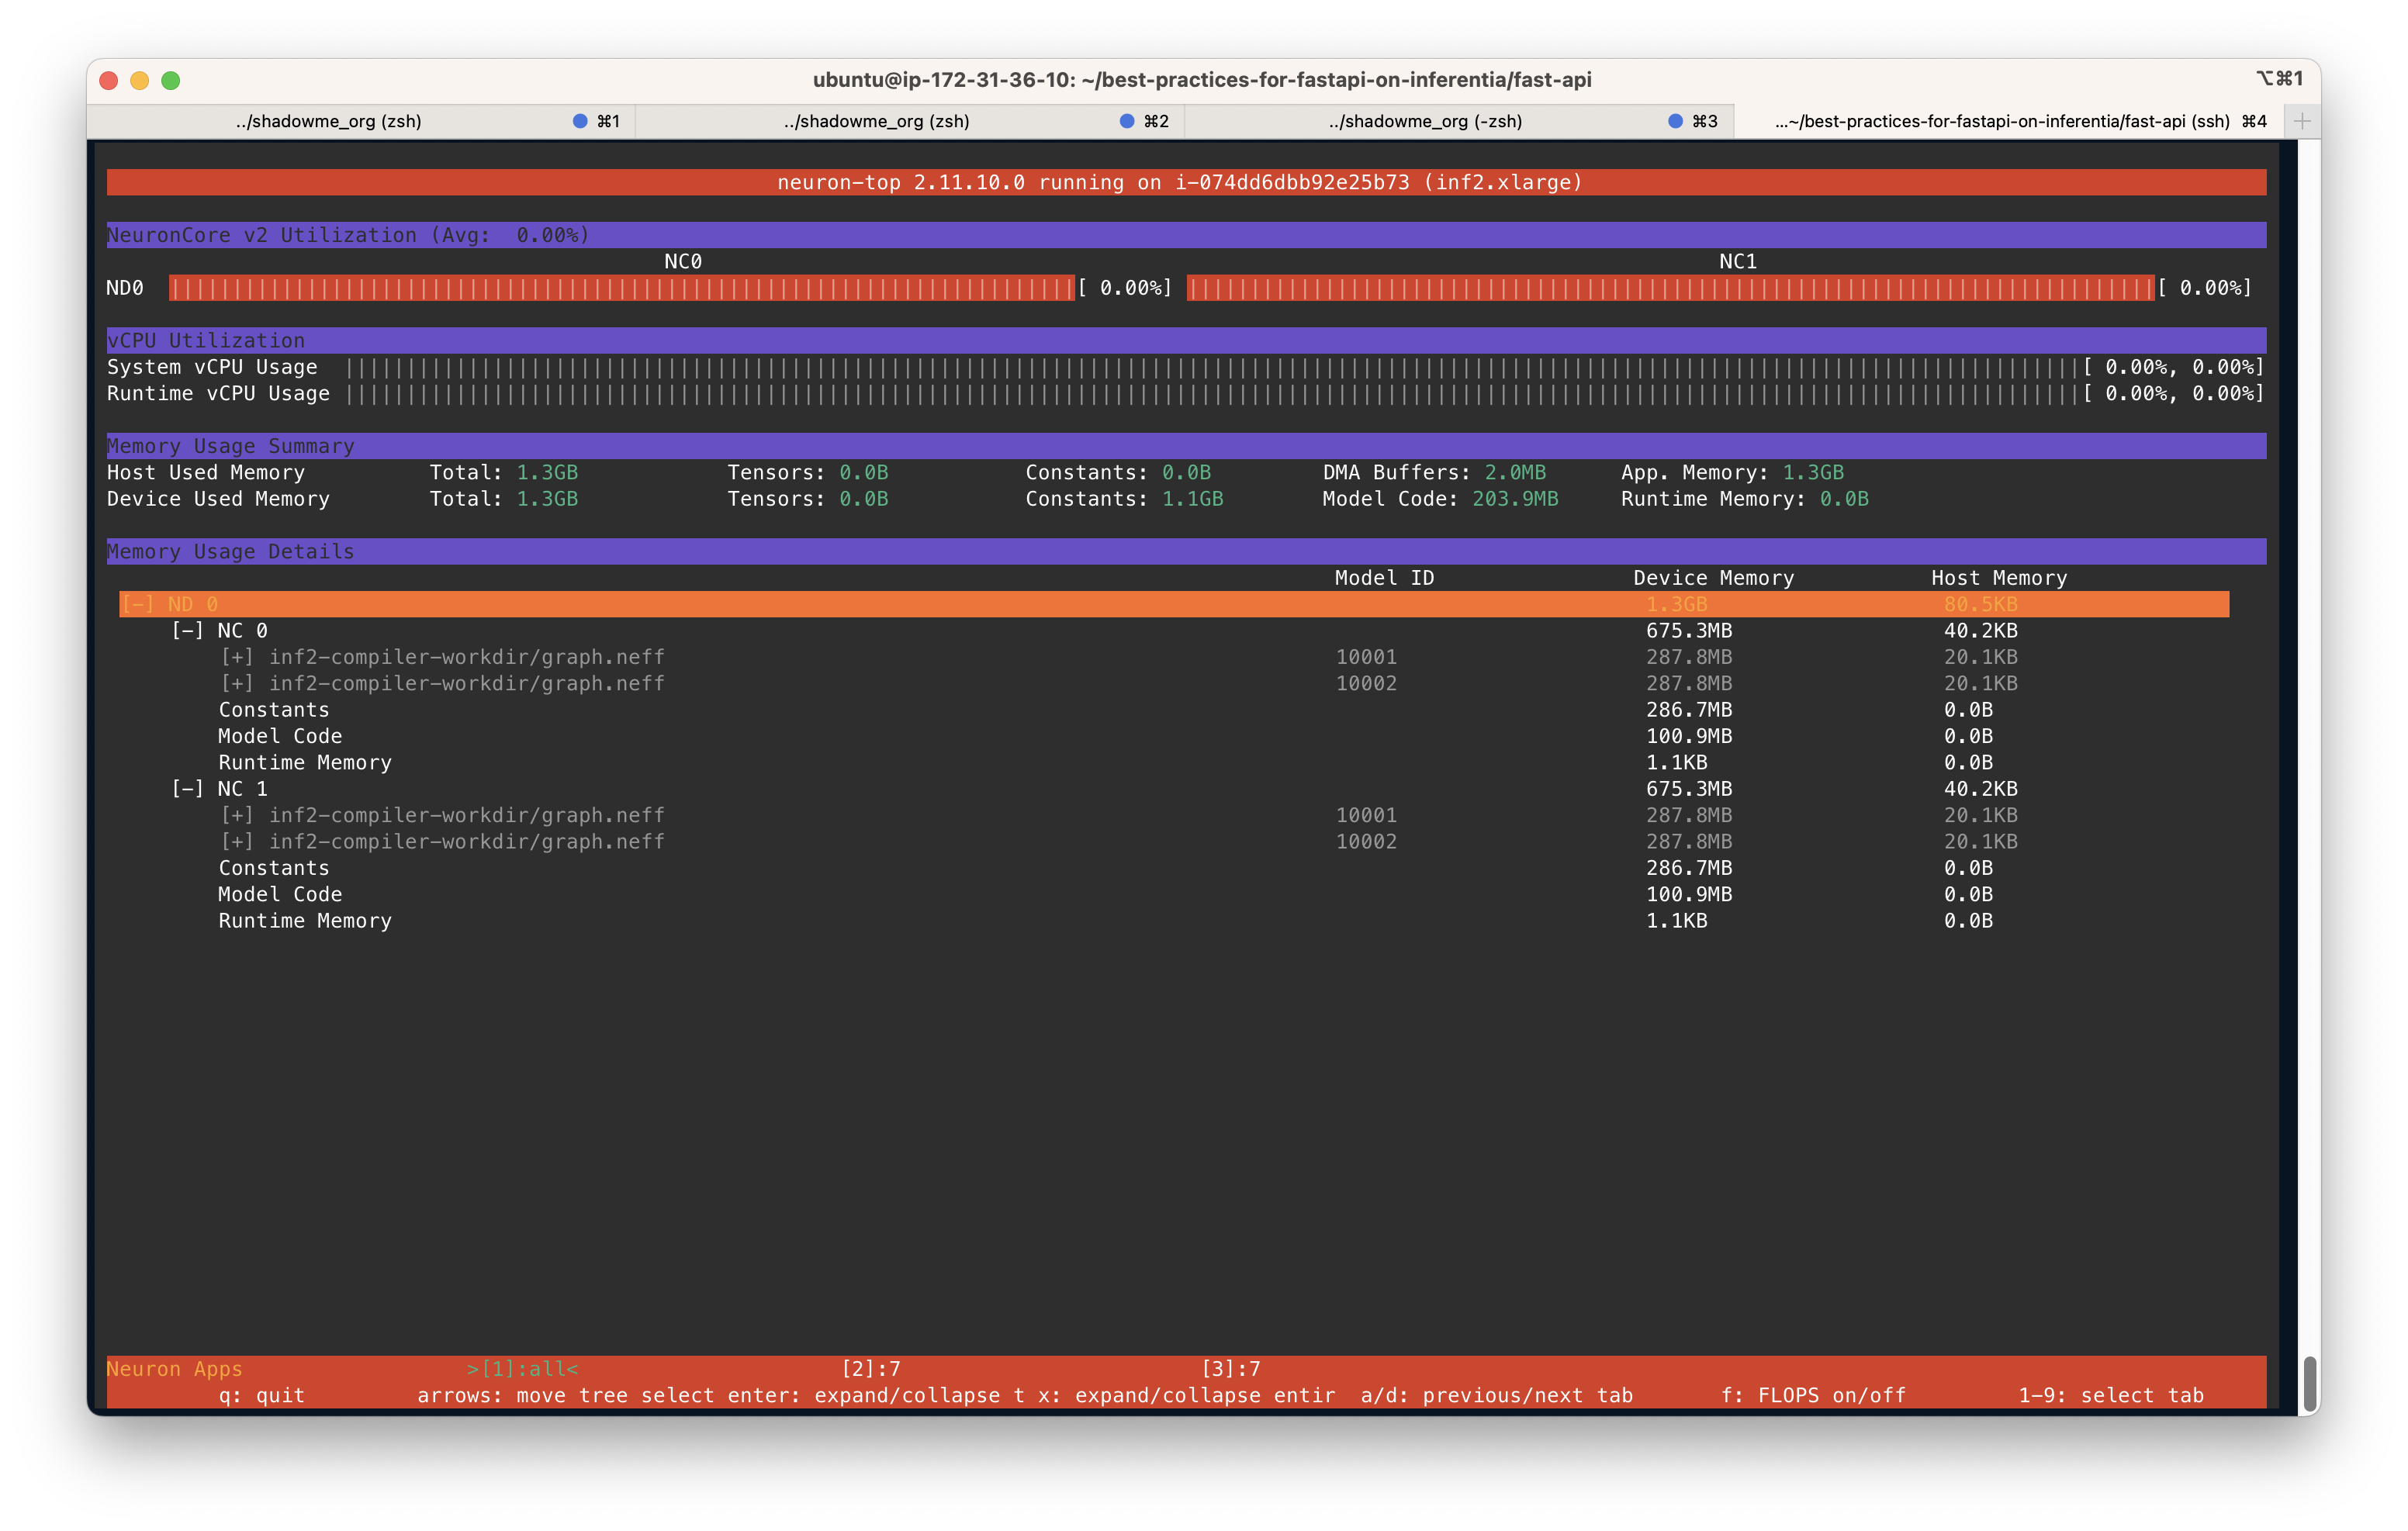 ubuntu@ip-172-31-36-10: ~/best-practices-for-fastapi-on-inferentia/fast-api ⌥⌘1
../shadowme_org (zsh) ⌘1 ../shadowme_org (zsh) ⌘2 ../shadowme_org (-zsh) ⌘3 ...~/best-practices-for-fastapi-on-inferentia/fast-api (ssh) ⌘4
neuron-top 2.11.10.0 running on i-074dd6dbb92e25b73 (inf2.xlarge)
NeuronCore v2 Utilization (Avg: 0.00%)
NC0 NC1
ND0 [ 0.00%] [ 0.00%]
vCPU Utilization
System vCPU Usage [ 0.00%, 0.00%]
Runtime vCPU Usage [ 0.00%, 0.00%]
Memory Usage Summary
Host Used Memory Total: 1.3GB Tensors: 0.0B Constants: 0.0B DMA Buffers: 2.0MB App. Memory: 1.3GB
Device Used Memory Total: 1.3GB Tensors: 0.0B Constants: 1.1GB Model Code: 203.9MB Runtime Memory: 0.0B
Memory Usage Details
Model ID Device Memory Host Memory
[-] ND 0 1.3GB 80.5KB
[-] NC 0 675.3MB 40.2KB
[+] inf2-compiler-workdir/graph.neff 10001 287.8MB 20.1KB
[+] inf2-compiler-workdir/graph.neff 10002 287.8MB 20.1KB
Constants 286.7MB 0.0B
Model Code 100.9MB 0.0B
Runtime Memory 1.1KB 0.0B
[-] NC 1 675.3MB 40.2KB
[+] inf2-compiler-workdir/graph.neff 10001 287.8MB 20.1KB
[+] inf2-compiler-workdir/graph.neff 10002 287.8MB 20.1KB
Constants 286.7MB 0.0B
Model Code 100.9MB 0.0B
Runtime Memory 1.1KB 0.0B
Neuron Apps >[1]:all< [2]:7 [3]:7
q: quit arrows: move tree select enter: expand/collapse t x: expand/collapse entir a/d: previous/next tab f: FLOPS on/off 1-9: select tab